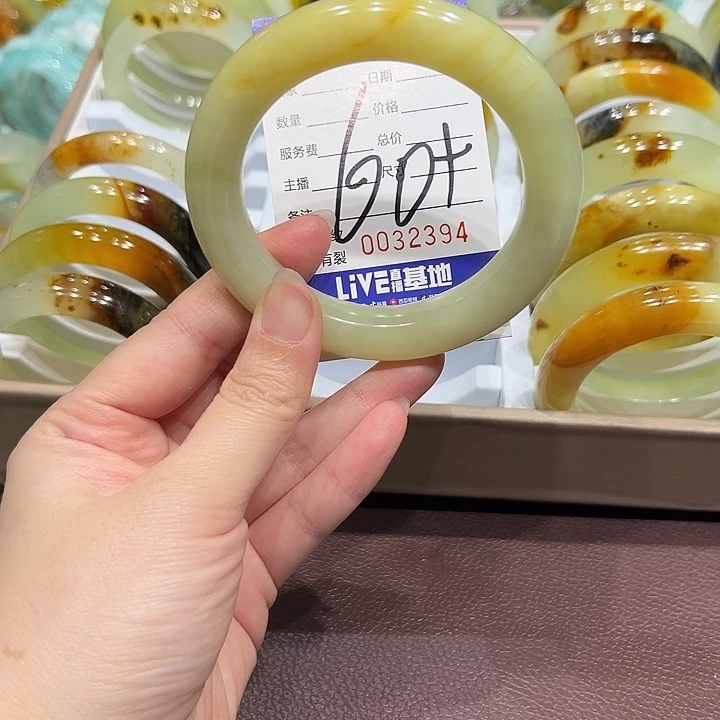 日期
数量 价格
服务费 总价
主播 尺寸
备注
60+
0032394
有裂
LiVE直播基地